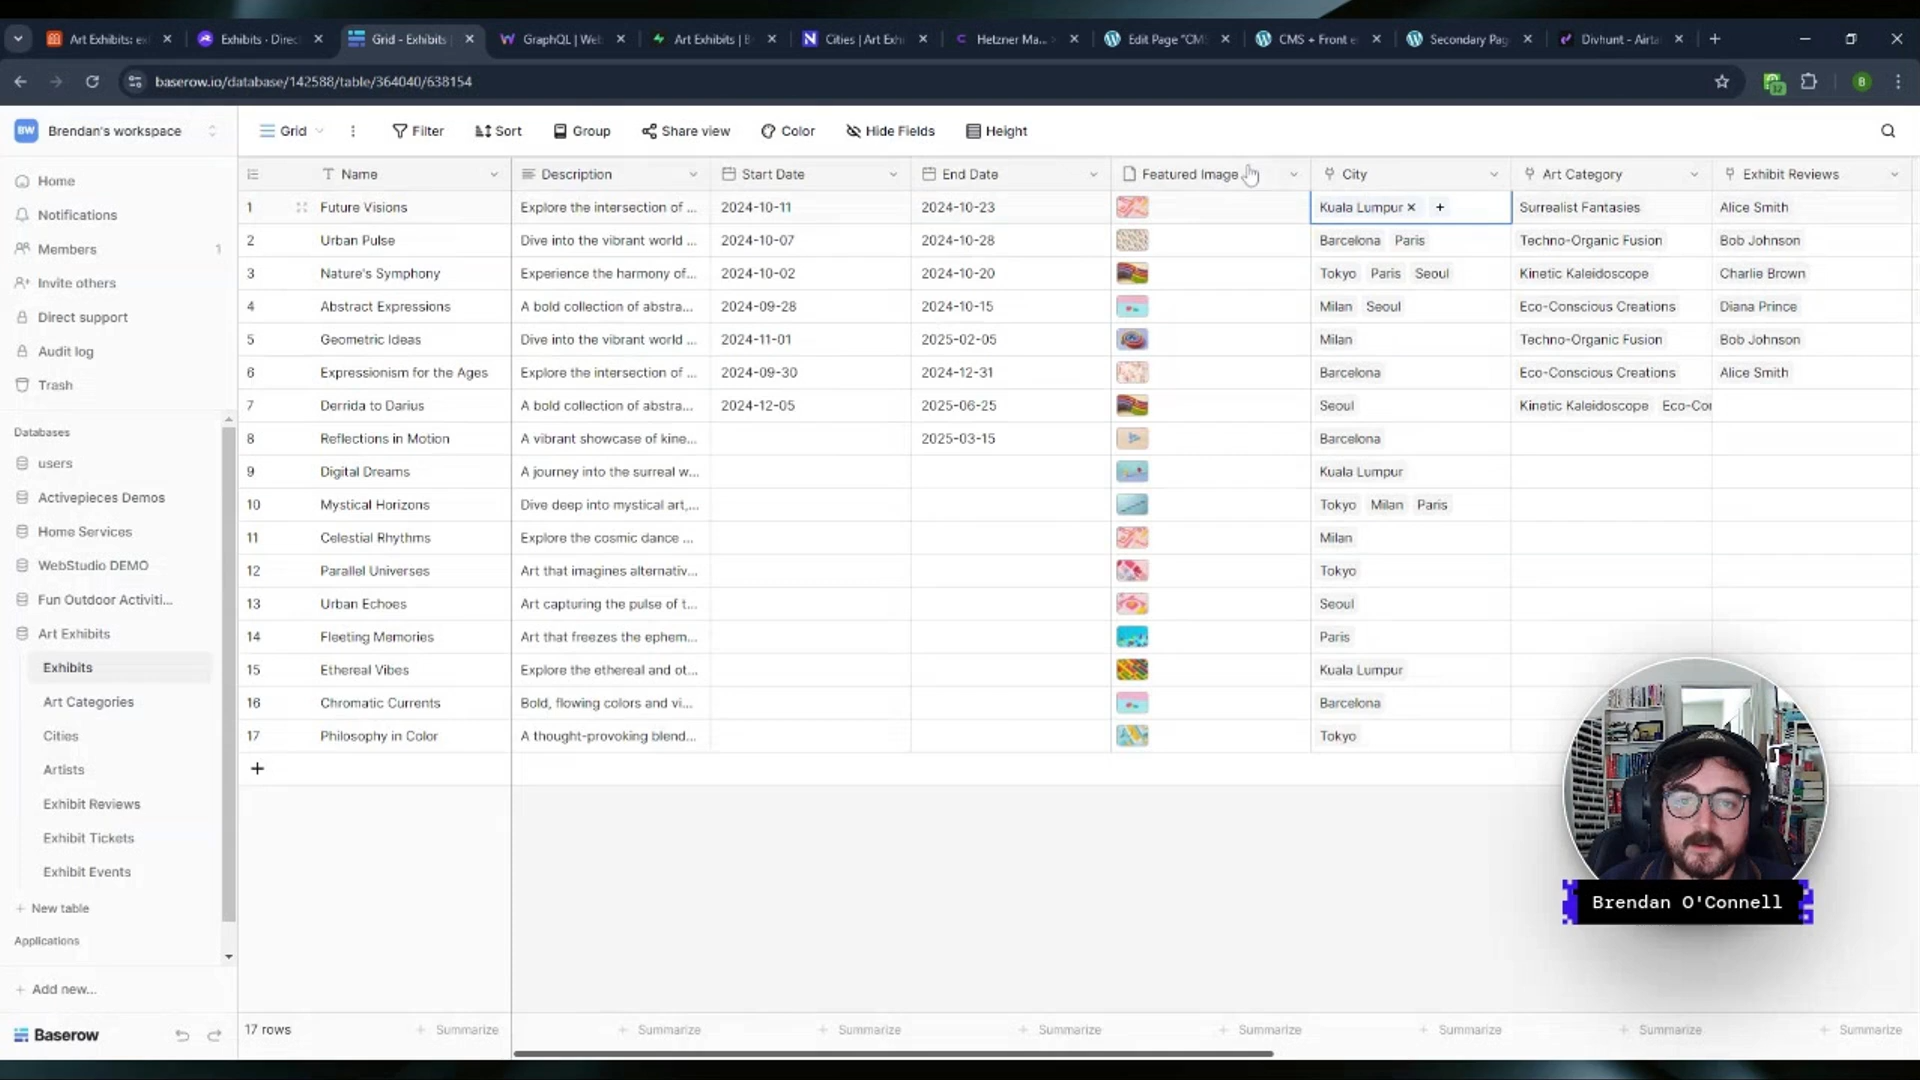 Art Exhibits: ex
Exhibits · Direc
Grid - Exhibits
GraphQL | We
Art Exhibits | B
Cities | Art Exhi
Hetzner Ma...
Edit Page "CM
CMS + Front e
Secondary Pag
Divhunt - Airta
baserow.io/database/142588/table/364040/638154
B
BW
Brendan's workspace
Grid
Filter
Sort
Group
Share view
Color
Hide Fields
Height
Home
Notifications
Members 1
Invite others
Direct support
Audit log
Trash
Databases
users
Activepieces Demos
Home Services
WebStudio DEMO
Fun Outdoor Activiti...
Art Exhibits
Exhibits
Art Categories
Cities
Artists
Exhibit Reviews
Exhibit Tickets
Exhibit Events
+ New table
Applications
+ Add new...
Baserow
Name Description Start Date End Date Featured Image City Art Category Exhibit Reviews
1 Future Visions Explore the intersection of ... 2024-10-11 2024-10-23 Kuala Lumpur × + Surrealist Fantasies Alice Smith
2 Urban Pulse Dive into the vibrant world ... 2024-10-07 2024-10-28 Barcelona Paris Techno-Organic Fusion Bob Johnson
3 Nature's Symphony Experience the harmony of... 2024-10-02 2024-10-20 Tokyo Paris Seoul Kinetic Kaleidoscope Charlie Brown
4 Abstract Expressions A bold collection of abstra... 2024-09-28 2024-10-15 Milan Seoul Eco-Conscious Creations Diana Prince
5 Geometric Ideas Dive into the vibrant world ... 2024-11-01 2025-02-05 Milan Techno-Organic Fusion Bob Johnson
6 Expressionism for the Ages Explore the intersection of ... 2024-09-30 2024-12-31 Barcelona Eco-Conscious Creations Alice Smith
7 Derrida to Darius A bold collection of abstra... 2024-12-05 2025-06-25 Seoul Kinetic Kaleidoscope Eco-Con
8 Reflections in Motion A vibrant showcase of kine... 2025-03-15 Barcelona
9 Digital Dreams A journey into the surreal w... Kuala Lumpur
10 Mystical Horizons Dive deep into mystical art,... Tokyo Milan Paris
11 Celestial Rhythms Explore the cosmic dance ... Milan
12 Parallel Universes Art that imagines alternativ... Tokyo
13 Urban Echoes Art capturing the pulse of t... Seoul
14 Fleeting Memories Art that freezes the ephem... Paris
15 Ethereal Vibes Explore the ethereal and ot... Kuala Lumpur
16 Chromatic Currents Bold, flowing colors and vi... Barcelona
17 Philosophy in Color A thought-provoking blend... Tokyo
+
17 rows + Summarize + Summarize + Summarize + Summarize + Summarize + Summarize + Summarize + Summarize
Brendan O'Connell